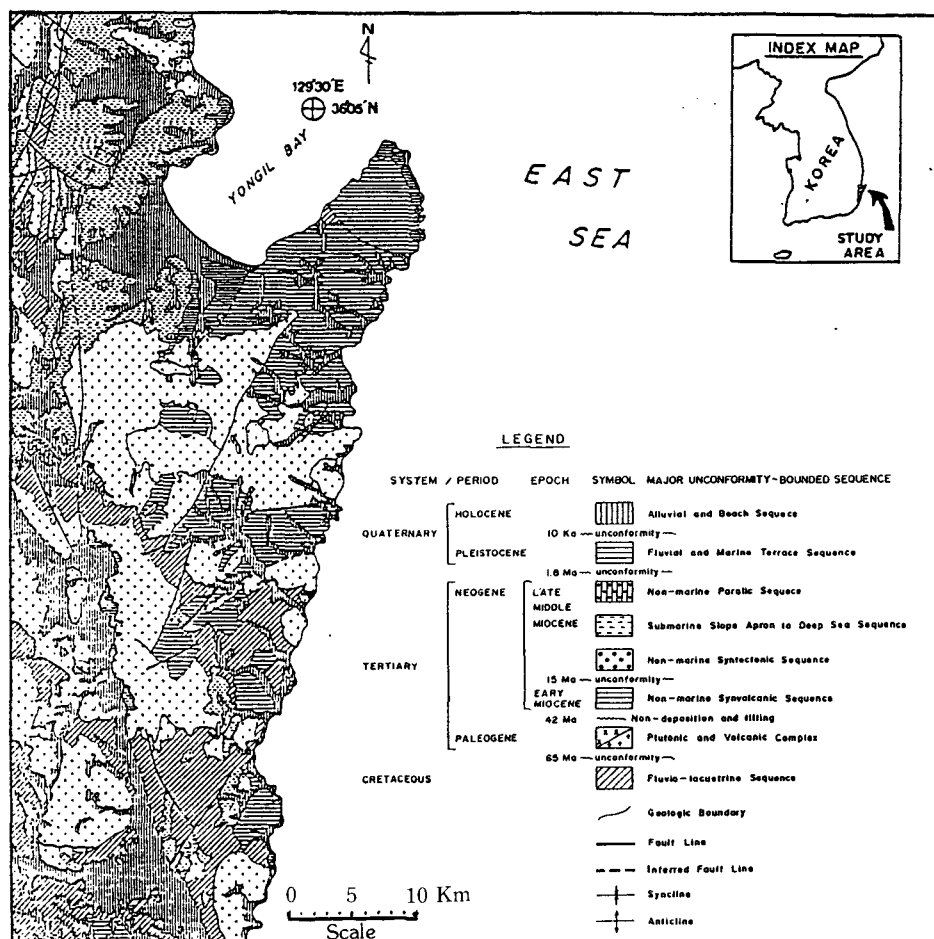 N
129°30'E
36°05'N
YONGIL BAY
EAST
SEA
INDEX MAP
KOREA
STUDY
AREA
LEGEND
SYSTEM / PERIOD EPOCH SYMBOL MAJOR UNCONFORMITY-BOUNDED SEQUENCE
HOLOCENE Alluvial and Beach Sequence
QUATERNARY 10 Ka — unconformity —
PLEISTOCENE Fluvial and Marine Terrace Sequence
1.8 Ma — unconformity —
NEOGENE LATE Non-marine Paralic Sequece
MIDDLE
MIOCENE Submarine Slope Apron to Deep Sea Sequence
Non-marine Syntectonic Sequence
TERTIARY 15 Ma — unconformity —
EARY Non-marine Synvolcanic Sequence
MIOCENE
42 Ma Non-deposition and tilting
PALEOGENE Plutonic and Volcanic Complex
65 Ma — unconformity —
CRETACEOUS Fluvio-lacustrine Sequence
Geologic Boundary
Fault Line
Inferred Fault Line
Syncline
Anticline
0 5 10 Km
Scale